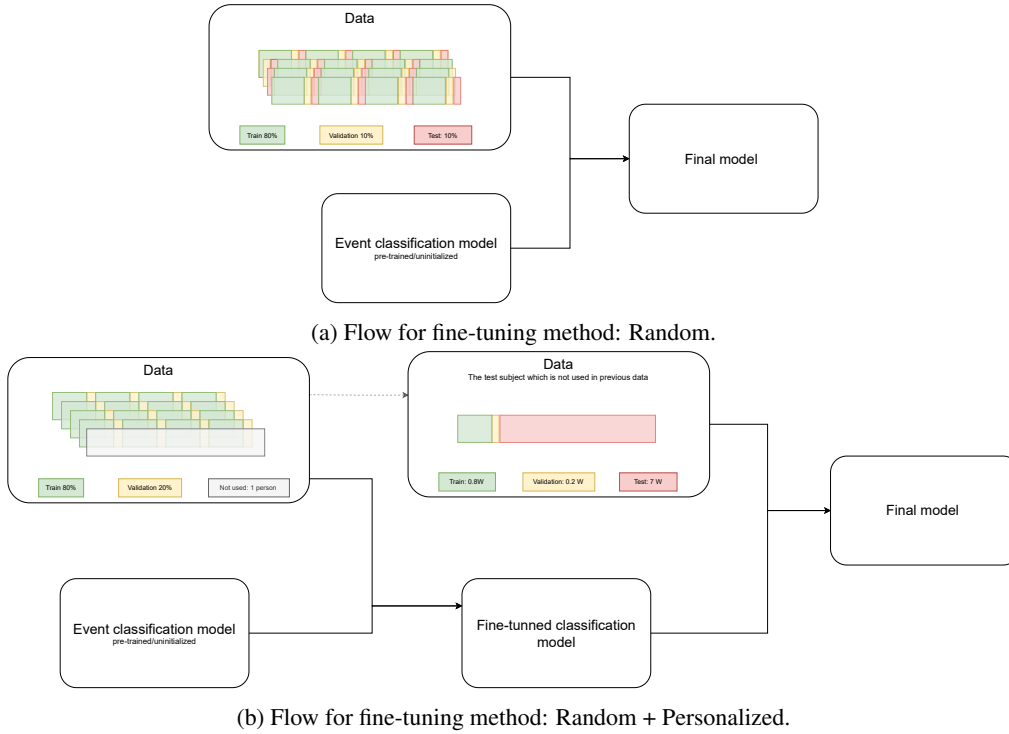 Data
Train 80%
Validation 10%
Test: 10%
Final model
Event classification model
pre-trained/uninitialized
(a) Flow for fine-tuning method: Random.
Data
Train 80%
Validation 20%
Not used: 1 person
Data
The test subject which is not used in previous data
Train: 0.8W
Validation: 0.2 W
Test: 7 W
Final model
Event classification model
pre-trained/uninitialized
Fine-tunned classification
model
(b) Flow for fine-tuning method: Random + Personalized.